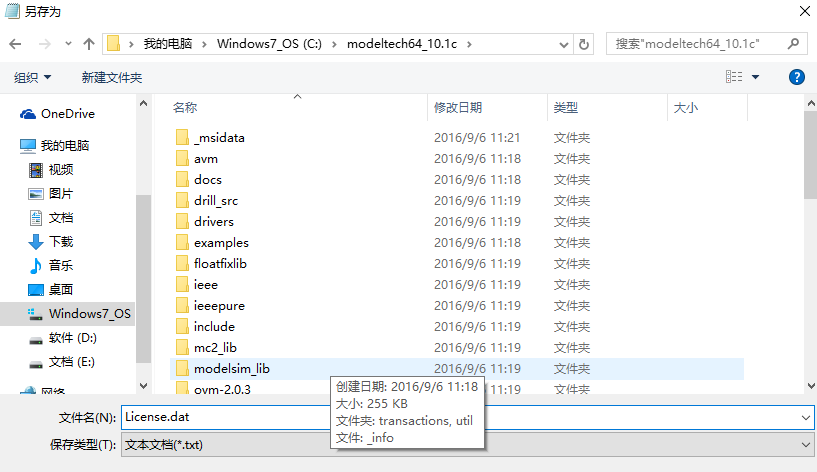 另存为
我的电脑 Windows7_OS (C:) modeltech64_10.1c 搜索"modeltech64_10.1c"
组织 新建文件夹
名称 修改日期 类型 大小
OneDrive
我的电脑
视频
图片
文档
下载
音乐
桌面
Windows7_OS
软件 (D:)
文档 (E:)
网络
_msidata 2016/9/6 11:21 文件夹
avm 2016/9/6 11:18 文件夹
docs 2016/9/6 11:18 文件夹
drill_src 2016/9/6 11:19 文件夹
drivers 2016/9/6 11:19 文件夹
examples 2016/9/6 11:18 文件夹
floatfixlib 2016/9/6 11:19 文件夹
ieee 2016/9/6 11:19 文件夹
ieeepure 2016/9/6 11:19 文件夹
include 2016/9/6 11:19 文件夹
mc2_lib 2016/9/6 11:19 文件夹
modelsim_lib 2016/9/6 11:19 文件夹
ovm-2.0.3 2016/9/6 11:19 文件夹
创建日期: 2016/9/6 11:18
大小: 255 KB
文件夹: transactions, util
文件: _info
文件名(N): License.dat
保存类型(T): 文本文档(*.txt)